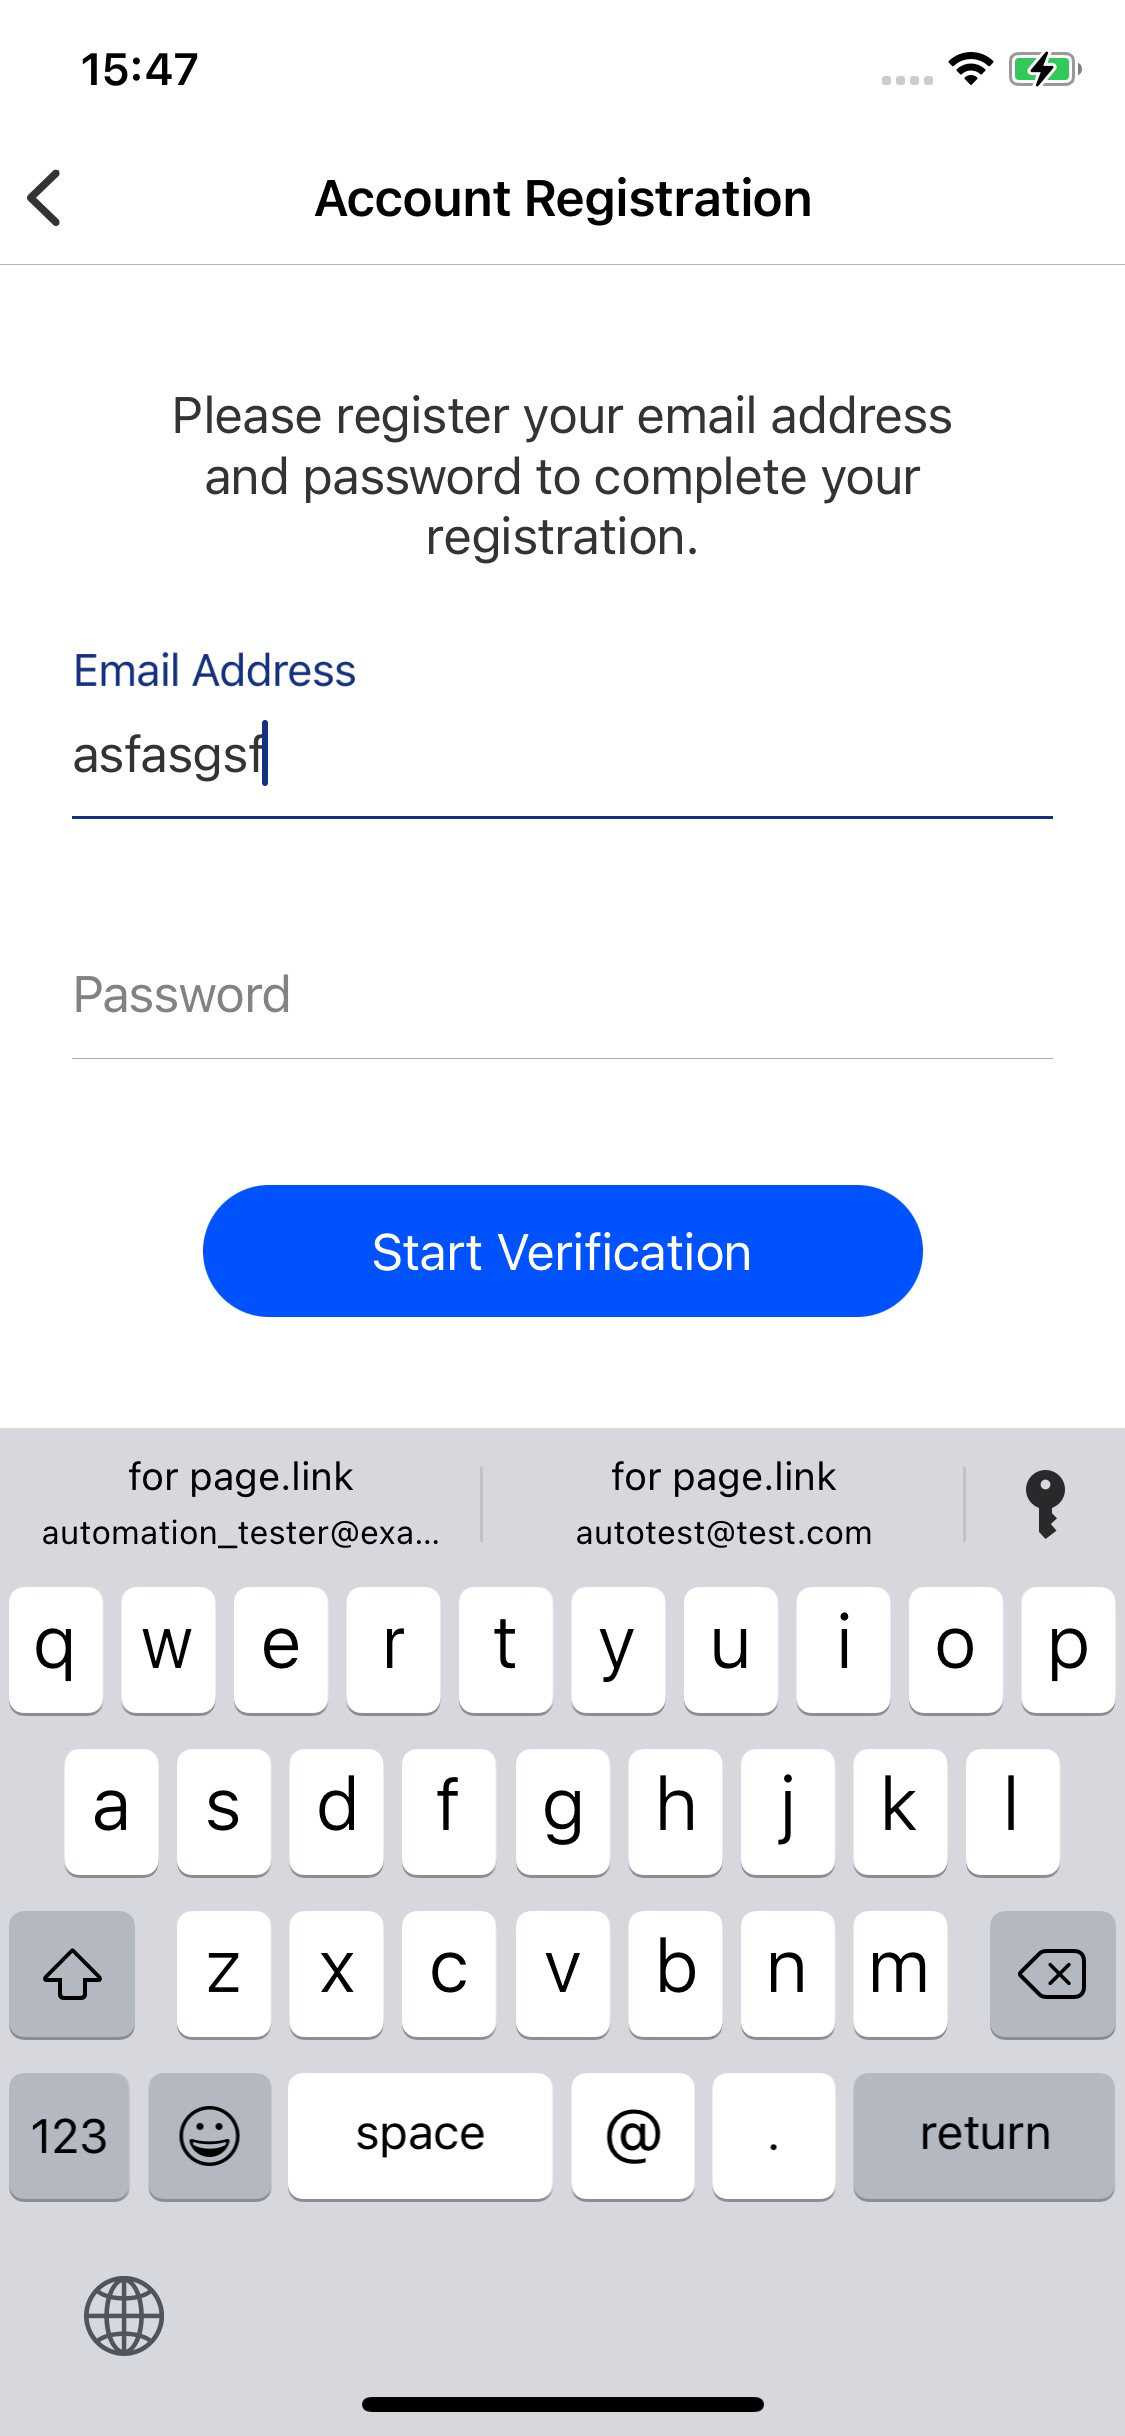 15:47
Account Registration
Please register your email address
and password to complete your
registration.
Email Address
asfasgsf
Password
Start Verification
for page.link
automation_tester@exa...
for page.link
autotest@test.com
q w e r t y u i o p
a s d f g h j k l
z x c v b n m
123 space @ . return